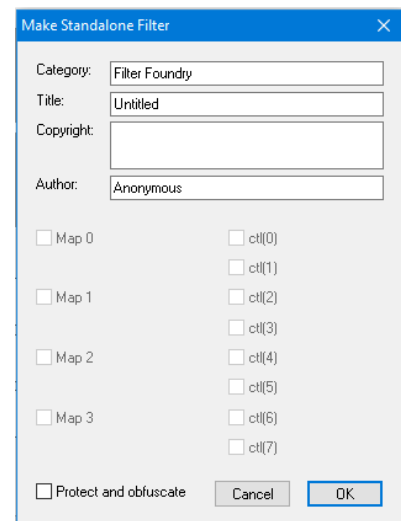 Make Standalone Filter
Category: Filter Foundry
Title: Untitled
Copyright:
Author: Anonymous
Map 0 ctl(0)
ctl(1)
Map 1 ctl(2)
ctl(3)
Map 2 ctl(4)
ctl(5)
Map 3 ctl(6)
ctl(7)
Protect and obfuscate Cancel OK